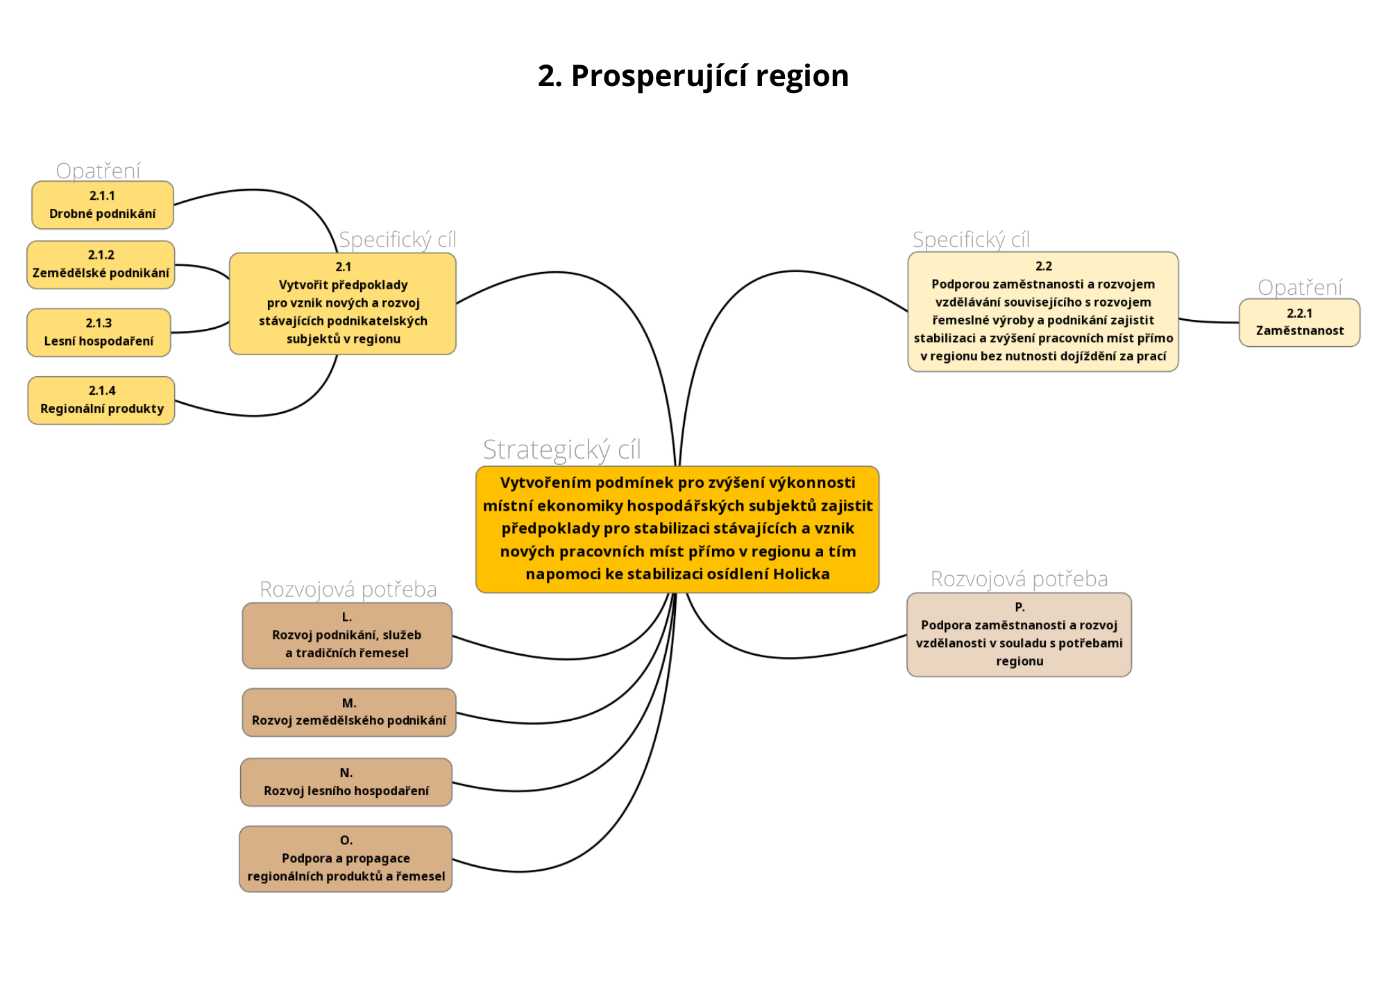 2. Prosperující region
Opatření
2.1.1
Drobné podnikání
2.1.2
Zemědělské podnikání
2.1.3
Lesní hospodaření
2.1.4
Regionální produkty
Specifický cíl
2.1
Vytvořit předpoklady
pro vznik nových a rozvoj
stávajících podnikatelských
subjektů v regionu
Specifický cíl
2.2
Podporou zaměstnanosti a rozvojem
vzdělávání souvisejícího s rozvojem
řemeslné výroby a podnikání zajistit
stabilizaci a zvýšení pracovních míst přímo
v regionu bez nutnosti dojíždění za prací
Opatření
2.2.1
Zaměstnanost
Strategický cíl
Vytvořením podmínek pro zvýšení výkonnosti
místní ekonomiky hospodářských subjektů zajistit
předpoklady pro stabilizaci stávajících a vznik
nových pracovních míst přímo v regionu a tím
napomoci ke stabilizaci osídlení Holicka
Rozvojová potřeba
L.
Rozvoj podnikání, služeb
a tradičních řemesel
M.
Rozvoj zemědělského podnikání
N.
Rozvoj lesního hospodaření
O.
Podpora a propagace
regionálních produktů a řemesel
Rozvojová potřeba
P.
Podpora zaměstnanosti a rozvoj
vzdělanosti v souladu s potřebami
regionu